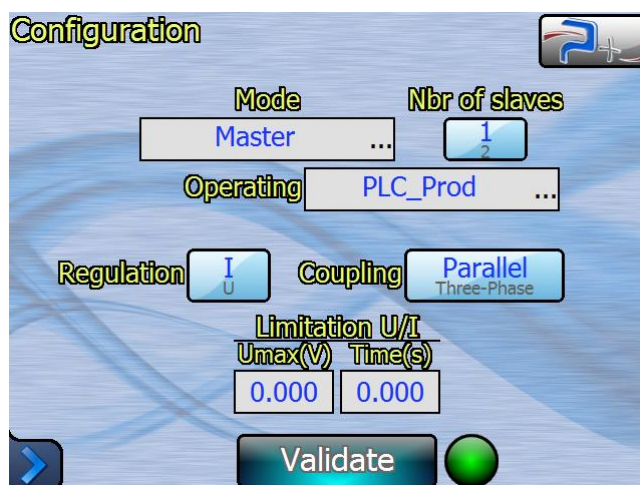 Configuration
Mode
Nbr of slaves
Master ...
1
2
Operating
PLC_Prod ...
Regulation
I
U
Coupling
Parallel
Three-Phase
Limitation U/I
Umax(V) Time(s)
0.000 0.000
Validate